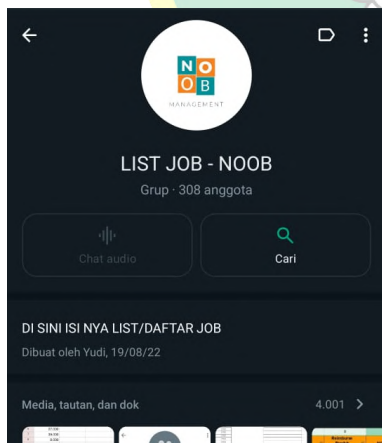 N O
O B
MANAGEMENT
LIST JOB - NOOB
Grup · 308 anggota
Chat audio
Cari
DI SINI ISI NYA LIST/DAFTAR JOB
Dibuat oleh Yudi, 19/08/22
Media, tautan, dan dok
4.001